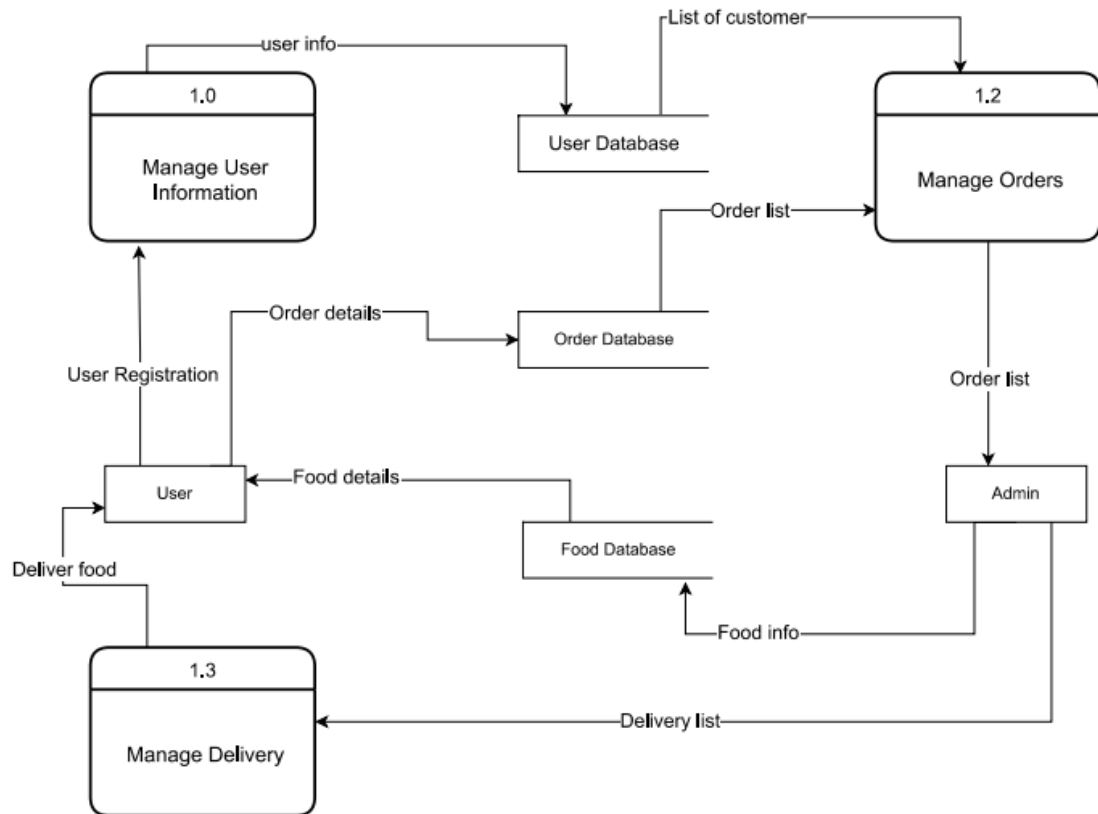 user info
List of customer
1.0
Manage User
Information
User Database
1.2
Manage Orders
Order list
Order details
Order Database
User Registration
Order list
User
Food details
Admin
Food Database
Deliver food
Food info
1.3
Manage Delivery
Delivery list